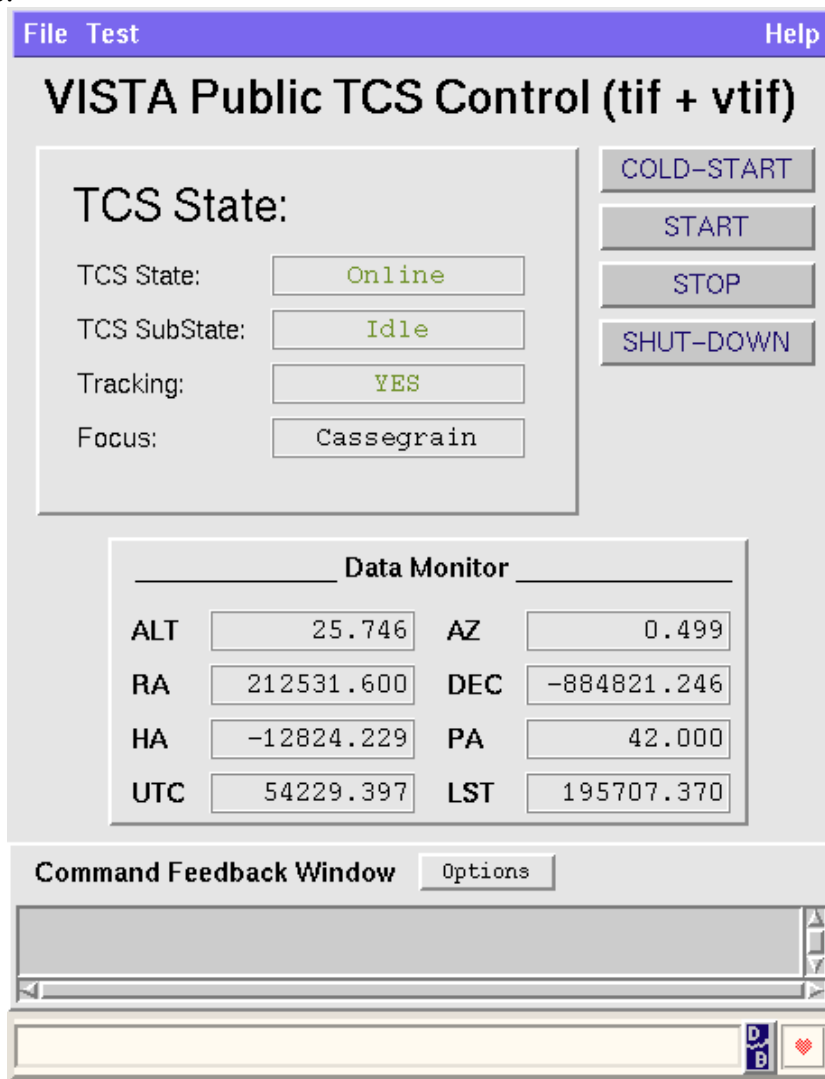 File Test Help
VISTA Public TCS Control (tif + vtif)
TCS State:
TCS State: Online
TCS SubState: Idle
Tracking: YES
Focus: Cassegrain
COLD-START
START
STOP
SHUT-DOWN
Data Monitor
ALT 25.746 AZ 0.499
RA 212531.600 DEC -884821.246
HA -12824.229 PA 42.000
UTC 54229.397 LST 195707.370
Command Feedback Window Options
D
B